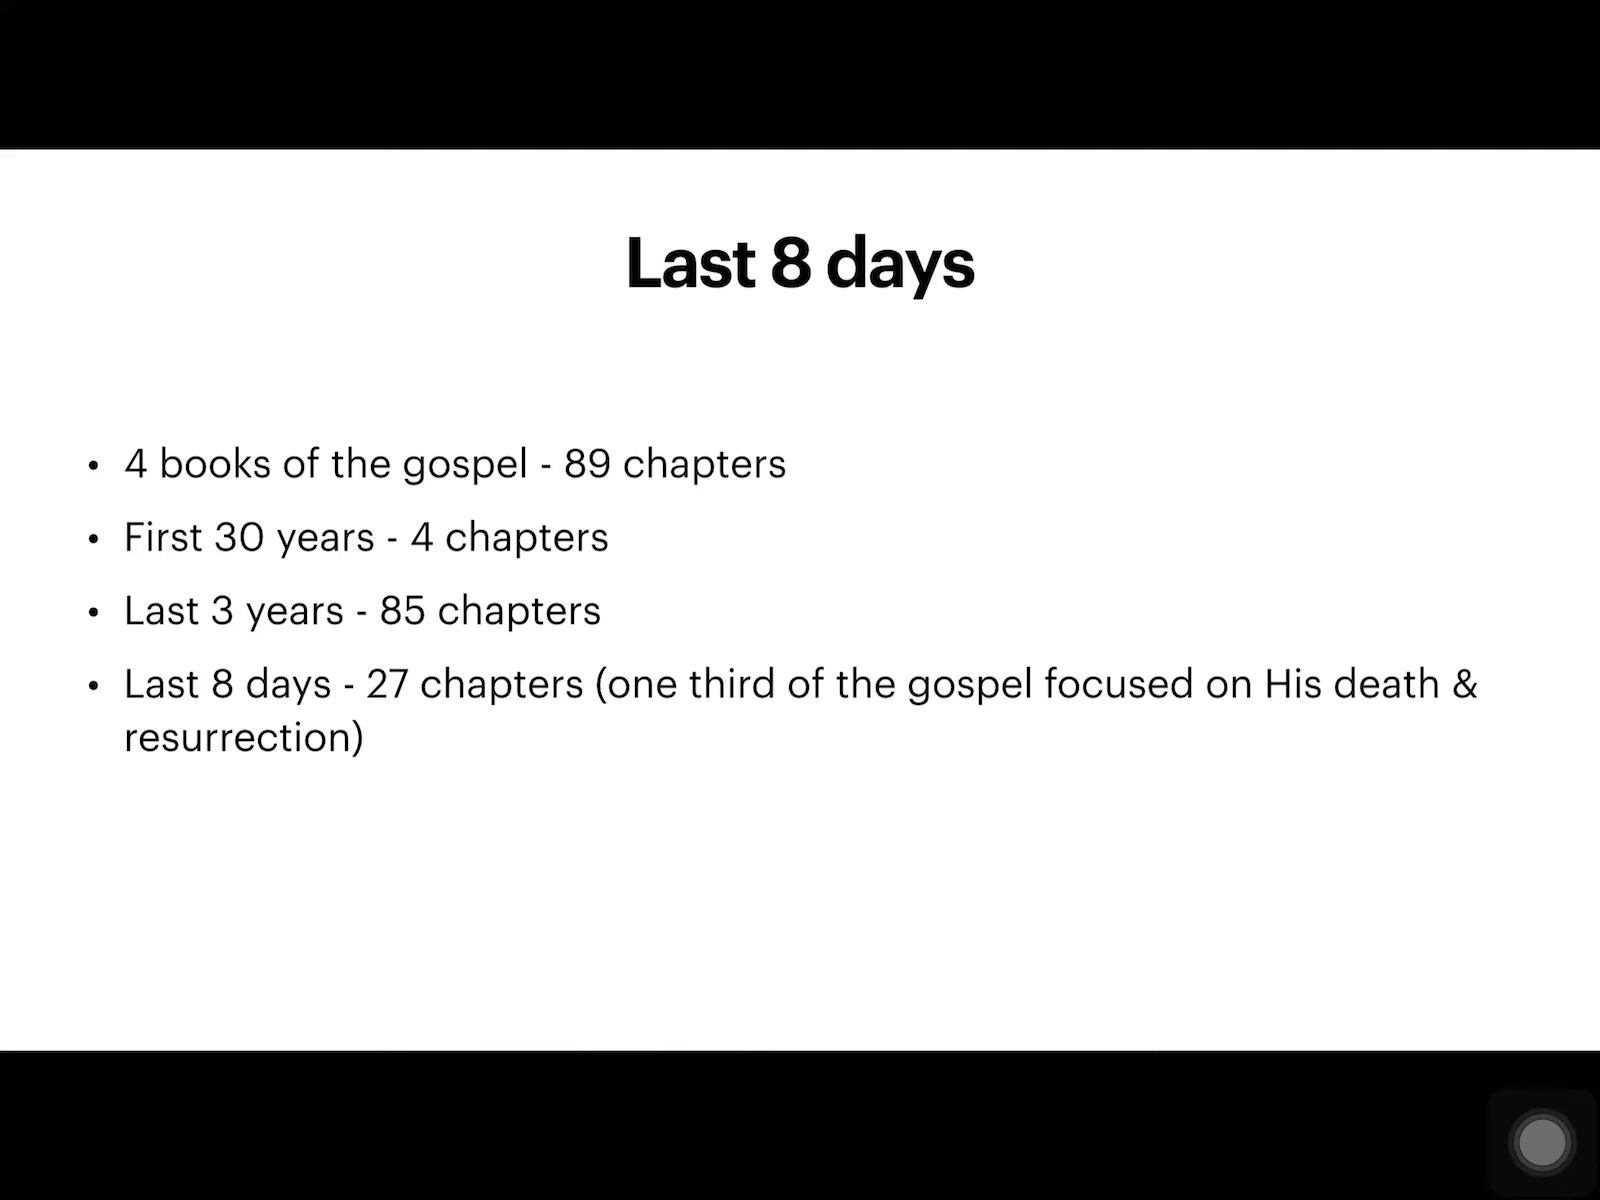 Last 8 days
• 4 books of the gospel - 89 chapters
• First 30 years - 4 chapters
• Last 3 years - 85 chapters
• Last 8 days - 27 chapters (one third of the gospel focused on His death &
resurrection)